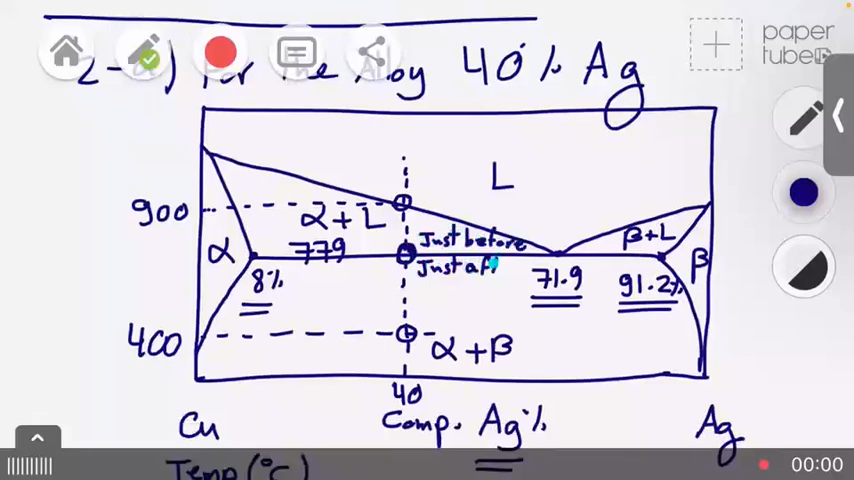 2-a) For the Alloy 40% Ag
paper
tube
L
900
α+L
Just before
β+L
α
779
β
Just aft
8%
71.9
91.2%
400
α+β
40
Cu
Comp. Ag%
Ag
Temp(°C)
00:00